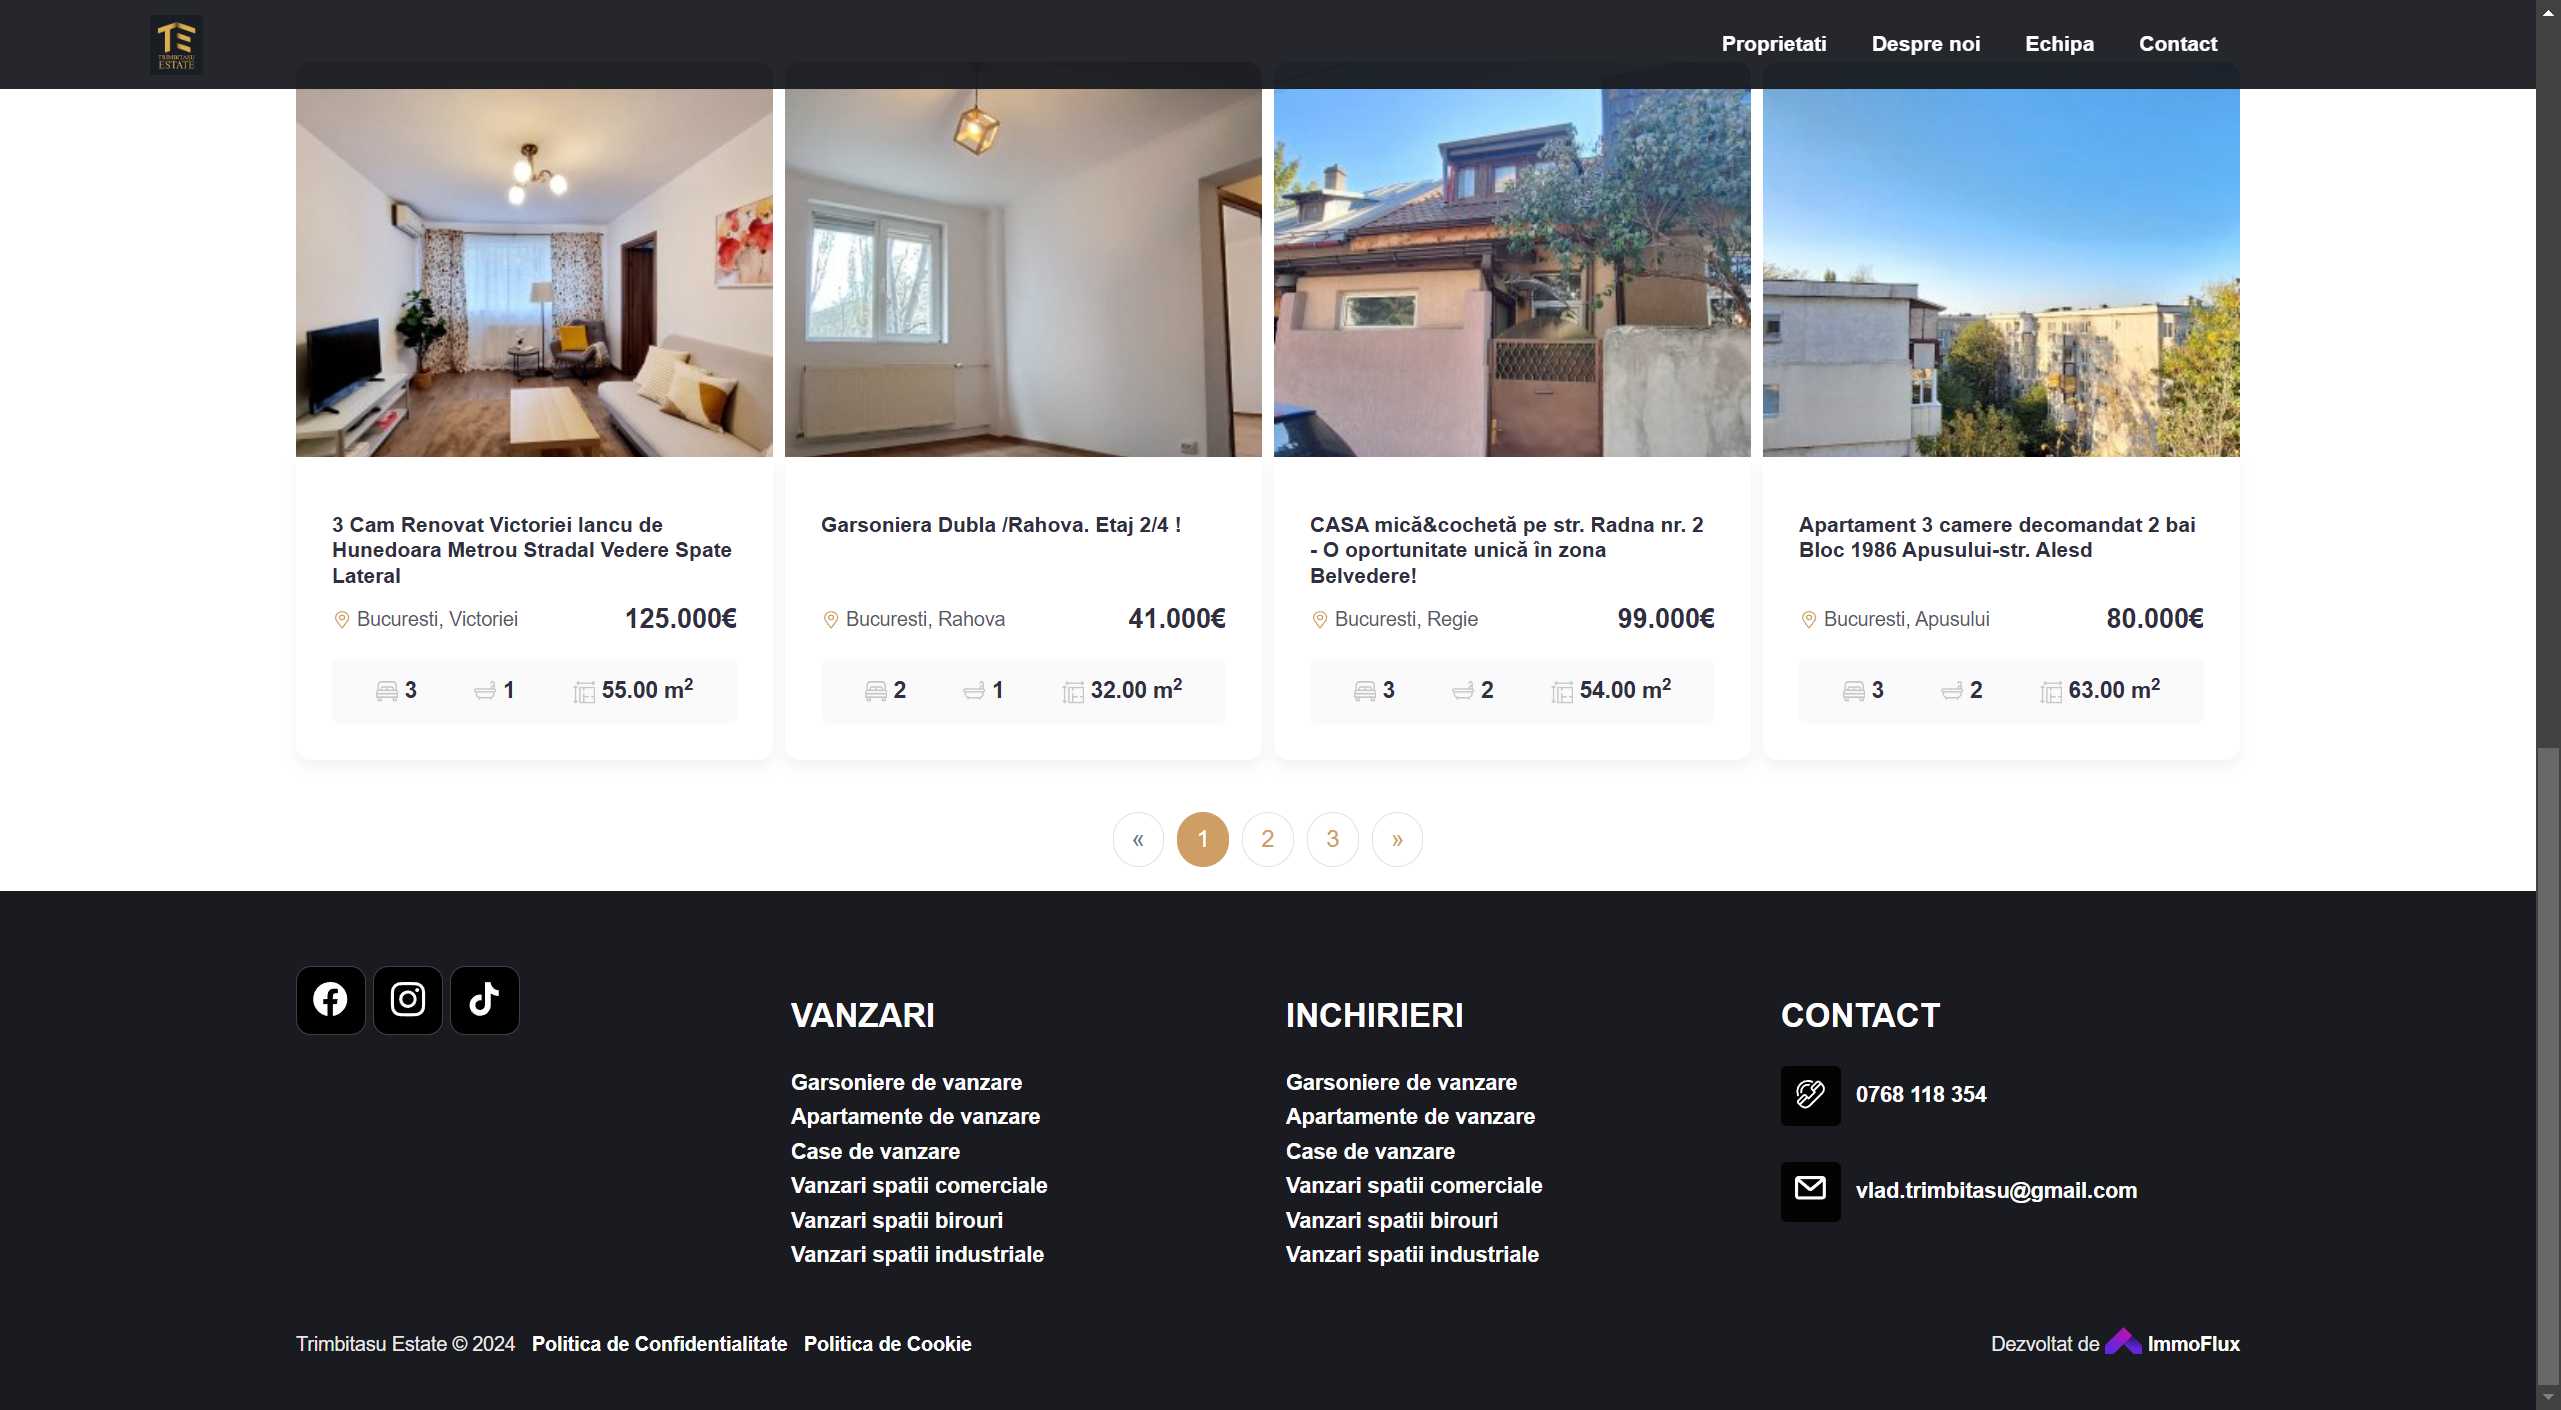 TRIMBITASU
ESTATE
Proprietati Despre noi Echipa Contact
3 Cam Renovat Victoriei Iancu de
Hunedoara Metrou Stradal Vedere Spate
Lateral
Bucuresti, Victoriei 125.000€
3 1 55.00 m²
Garsoniera Dubla /Rahova. Etaj 2/4 !
Bucuresti, Rahova 41.000€
2 1 32.00 m²
CASA mică&cochetă pe str. Radna nr. 2
- O oportunitate unică în zona
Belvedere!
Bucuresti, Regie 99.000€
3 2 54.00 m²
Apartament 3 camere decomandat 2 bai
Bloc 1986 Apusului-str. Alesd
Bucuresti, Apusului 80.000€
3 2 63.00 m²
« 1 2 3 »
VANZARI
Garsoniere de vanzare
Apartamente de vanzare
Case de vanzare
Vanzari spatii comerciale
Vanzari spatii birouri
Vanzari spatii industriale
INCHIRIERI
Garsoniere de vanzare
Apartamente de vanzare
Case de vanzare
Vanzari spatii comerciale
Vanzari spatii birouri
Vanzari spatii industriale
CONTACT
0768 118 354
vlad.trimbitasu@gmail.com
Trimbitasu Estate © 2024 Politica de Confidentialitate Politica de Cookie
Dezvoltat de ImmoFlux